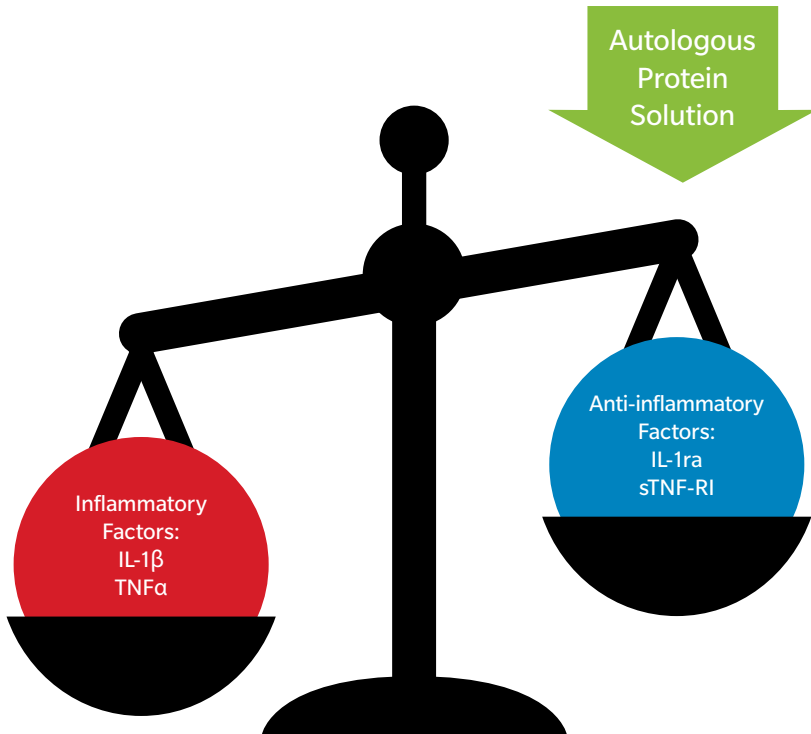 Autologous
Protein
Solution
Anti-inflammatory
Factors:
IL-1ra
sTNF-RI
Inflammatory
Factors:
IL-1β
TNFα